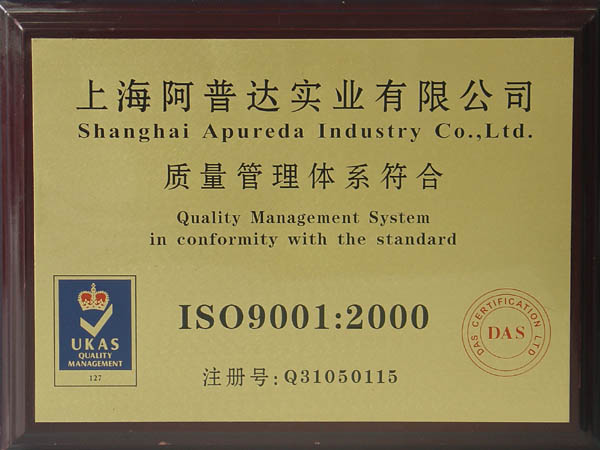 上海阿普达实业有限公司
Shanghai Apureda Industry Co.,Ltd.
质量管理体系符合
Quality Management System
in conformity with the standard
ISO9001:2000
UKAS
QUALITY
MANAGEMENT
127
DAS CERTIFICATION LTD
DAS
注册号:Q31050115